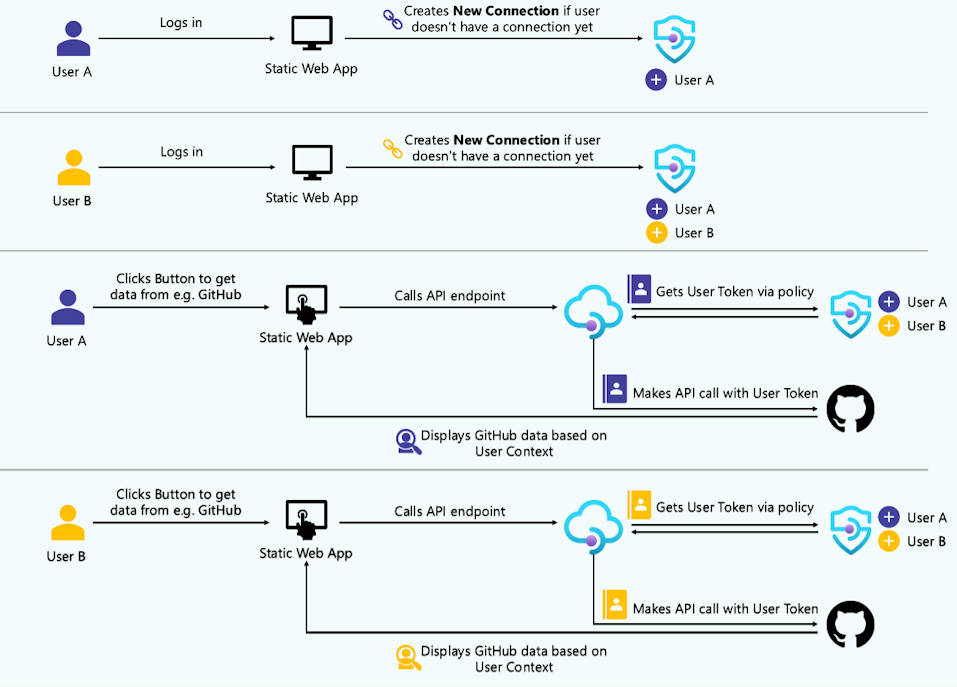 Logs in
Creates New Connection if user
doesn't have a connection yet
User A
Static Web App
User A
Logs in
Creates New Connection if user
doesn't have a connection yet
User B
Static Web App
User A
User B
Clicks Button to get
data from e.g. GitHub
Calls API endpoint
Gets User Token via policy
User A
User B
User A
Static Web App
Makes API call with User Token
Displays GitHub data based on
User Context
Clicks Button to get
data from e.g. GitHub
Calls API endpoint
Gets User Token via policy
User A
User B
User B
Static Web App
Makes API call with User Token
Displays GitHub data based on
User Context